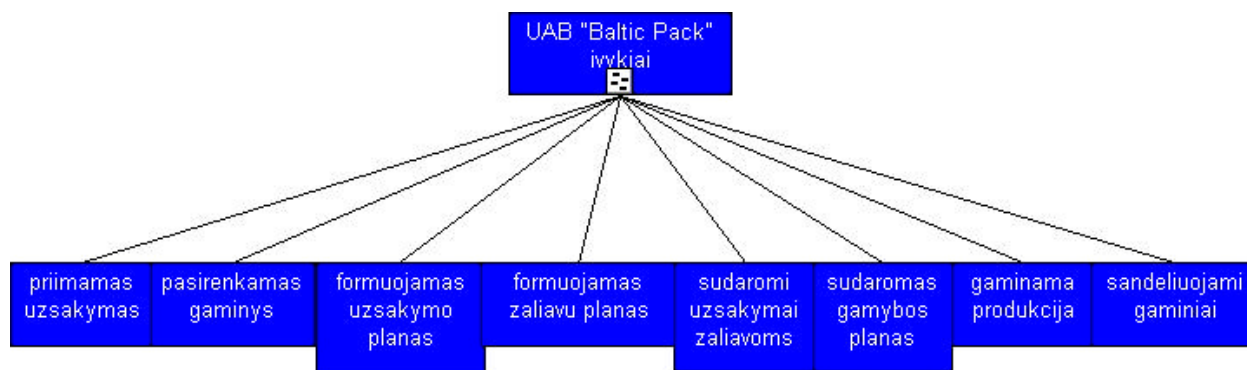 UAB "Baltic Pack"
ivykiai
priimamas
uzsakymas
pasirenkamas
gaminys
formuojamas
uzsakymo
planas
formuojamas
zaliavu planas
sudaromi
uzsakymai
zaliavoms
sudaromas
gamybos
planas
gaminama
produkcija
sandeliuojami
gaminiai